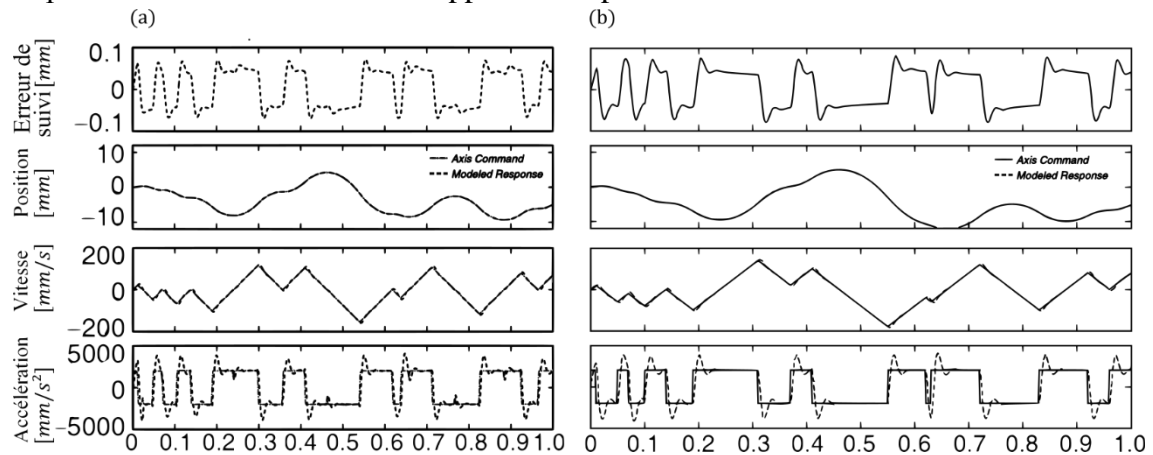 (a)
(b)
Erreur de
suivi [mm]
0.1
0
−0.1
Position
[mm]
10
0
−10
Axis Command
Modeled Response
Axis Command
Modeled Response
Vitesse
[mm/s]
200
0
−200
Accélération
[mm/s²]
5000
0
−5000
0 0.1 0.2 0.3 0.4 0.5 0.6 0.7 0.8 0.9 1.0
0 0.1 0.2 0.3 0.4 0.5 0.6 0.7 0.8 0.9 1.0